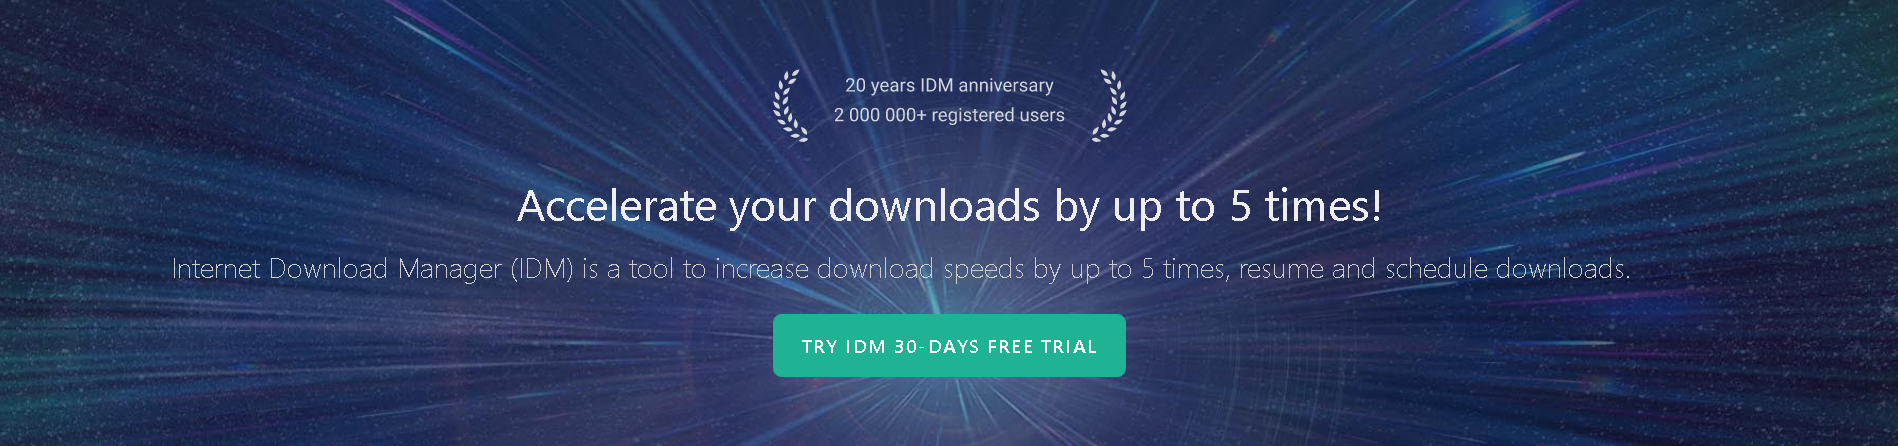 20 years IDM anniversary
2 000 000+ registered users
Accelerate your downloads by up to 5 times!
Internet Download Manager (IDM) is a tool to increase download speeds by up to 5 times, resume and schedule downloads.
TRY IDM 30-DAYS FREE TRIAL